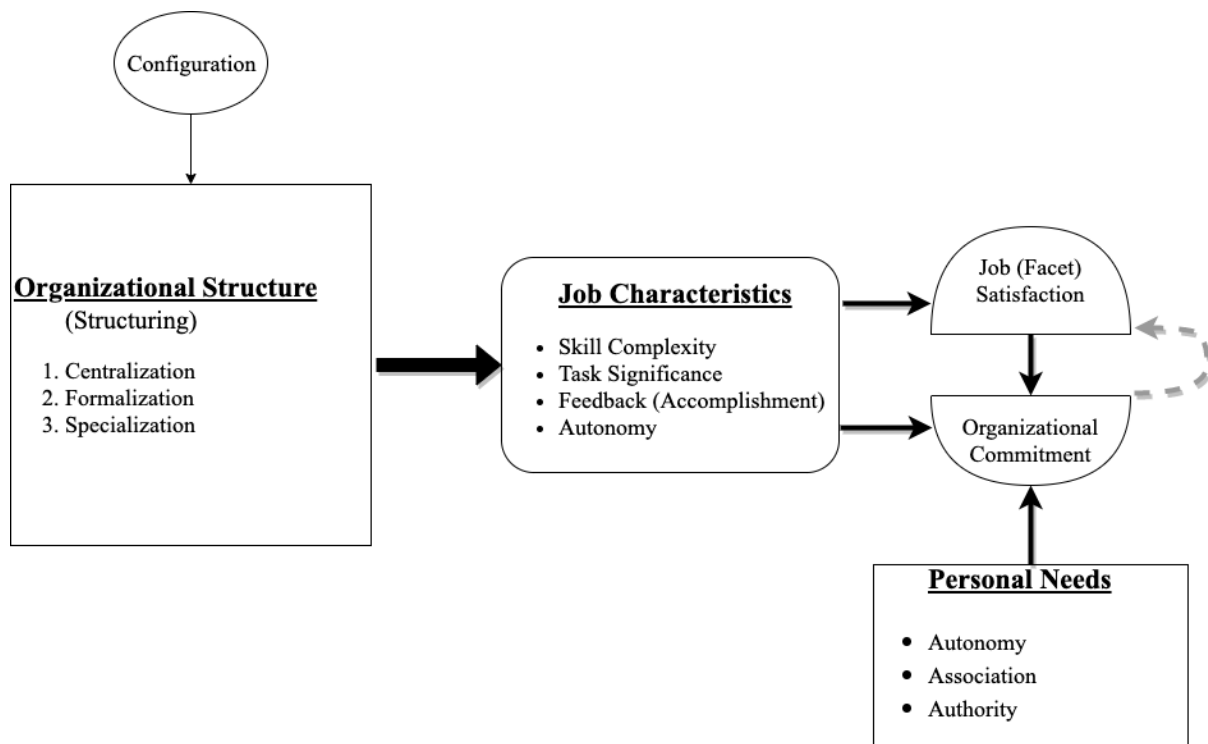 Configuration
Organizational Structure
(Structuring)
1. Centralization
2. Formalization
3. Specialization
Job Characteristics
• Skill Complexity
• Task Significance
• Feedback (Accomplishment)
• Autonomy
Job (Facet)
Satisfaction
Organizational
Commitment
Personal Needs
• Autonomy
• Association
• Authority